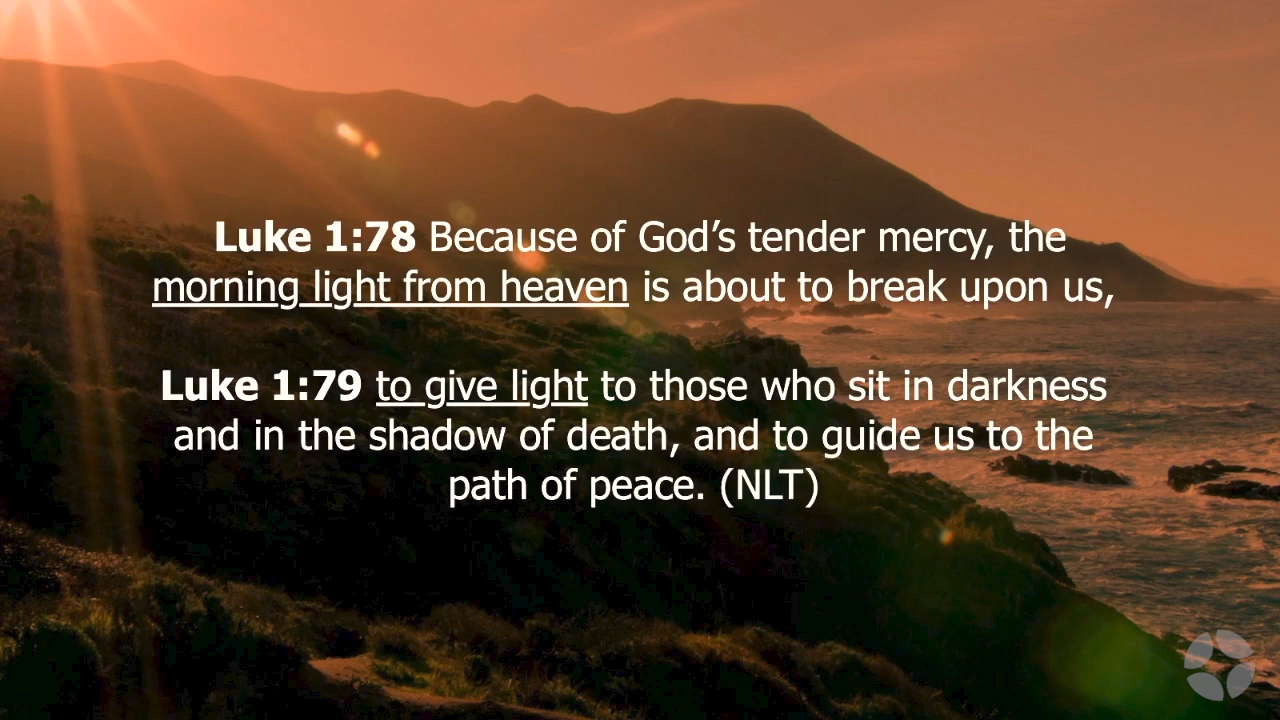 Luke 1:78 Because of God’s tender mercy, the
morning light from heaven is about to break upon us,
Luke 1:79 to give light to those who sit in darkness
and in the shadow of death, and to guide us to the
path of peace. (NLT)